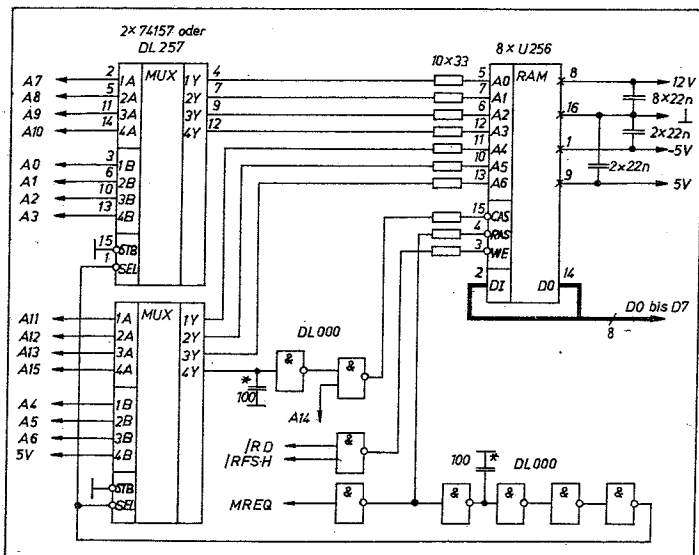 2× 74157 oder
DL 257
8 × U256
10×33
MUX
RAM
A7 2 1A 1Y 4 5 A0 8 12V
A8 5 2A 2Y 7 7 A1
8×22n
A9 11 3A 3Y 9 6 A2 16 ⊥
A10 14 4A 4Y 12 12 A3
2×22n
11 A4 1 -5V
A0 3 1B 10 A5
2×22n
A1 6 2B 13 A6 9 5V
A2 10 3B
A3 13 4B
15 CAS
4 RAS
15 STB 3 WE
1 SEL
2 DI DO 14
MUX
D0 bis D7
8
A11 1A 1Y
A12 2A 2Y
DL000
A13 3A 3Y
A15 4A 4Y
& &
*
100
A14
A4 1B
A5 2B
A6 3B
5V 4B
/RD &
/RFSH
100 *
DL000
STB
SEL
MREQ & & & & &